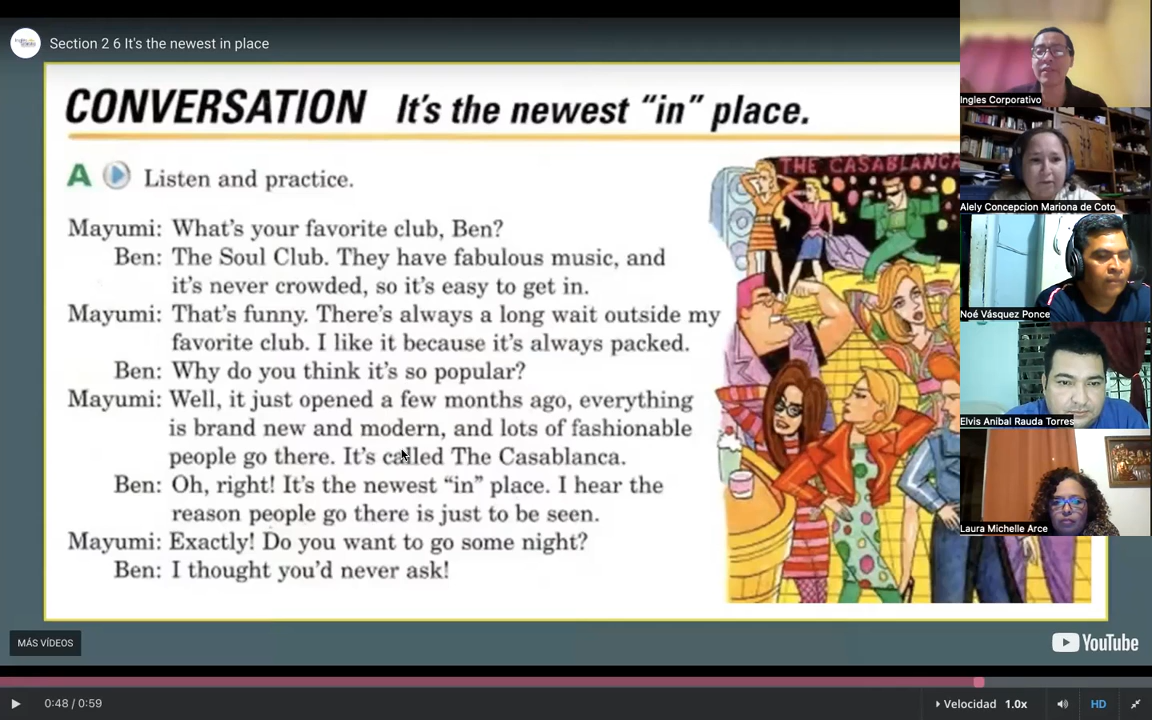 Section 2 6 It's the newest in place
CONVERSATION It's the newest “in” place.
A Listen and practice.
Mayumi: What's your favorite club, Ben?
Ben: The Soul Club. They have fabulous music, and
it's never crowded, so it's easy to get in.
Mayumi: That's funny. There's always a long wait outside my
favorite club. I like it because it's always packed.
Ben: Why do you think it's so popular?
Mayumi: Well, it just opened a few months ago, everything
is brand new and modern, and lots of fashionable
people go there. It's called The Casablanca.
Ben: Oh, right! It's the newest “in” place. I hear the
reason people go there is just to be seen.
Mayumi: Exactly! Do you want to go some night?
Ben: I thought you'd never ask!
THE CASABLANCA
Ingles Corporativo
Alely Concepcion Mariona de Coto
Noé Vásquez Ponce
Elvis Anibal Rauda Torres
Laura Michelle Arce
MÁS VÍDEOS
YouTube
0:48 / 0:59
Velocidad 1.0x
HD